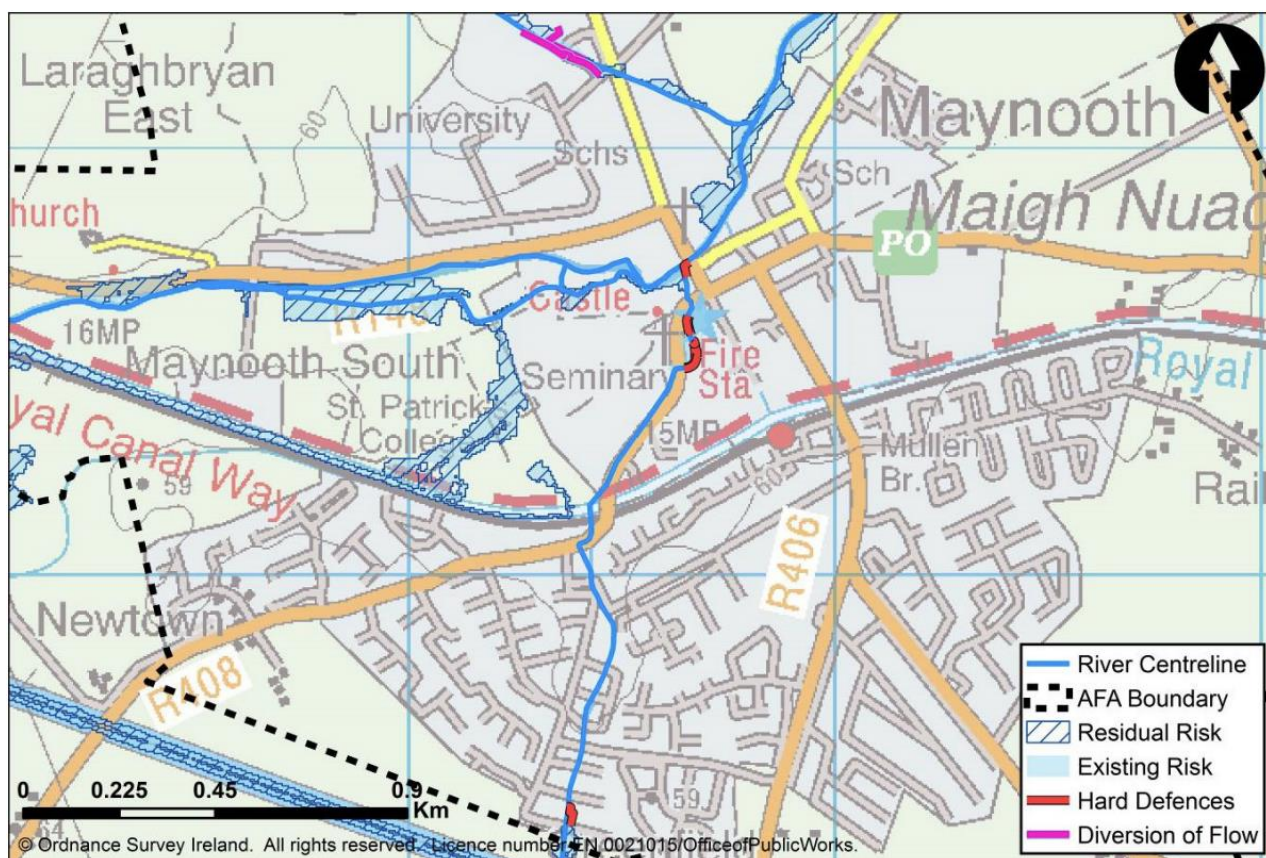 Laraghbryan
East
60
University
Schs
Maynooth
Sch
Maigh Nuad
hurch
PO
Castle
16MP
Maynooth South
Fire
Sta
Royal
Seminary
St. Patrick's
College
15MP
yal Canal Way
59
60
Mullen
Br.
Rail
R406
Newtown
R408
River Centreline
AFA Boundary
Residual Risk
Existing Risk
Hard Defences
Diversion of Flow
0 0.225 0.45 0.9
Km
59
64
© Ordnance Survey Ireland. All rights reserved. Licence number EN 0021015/OfficeofPublicWorks.